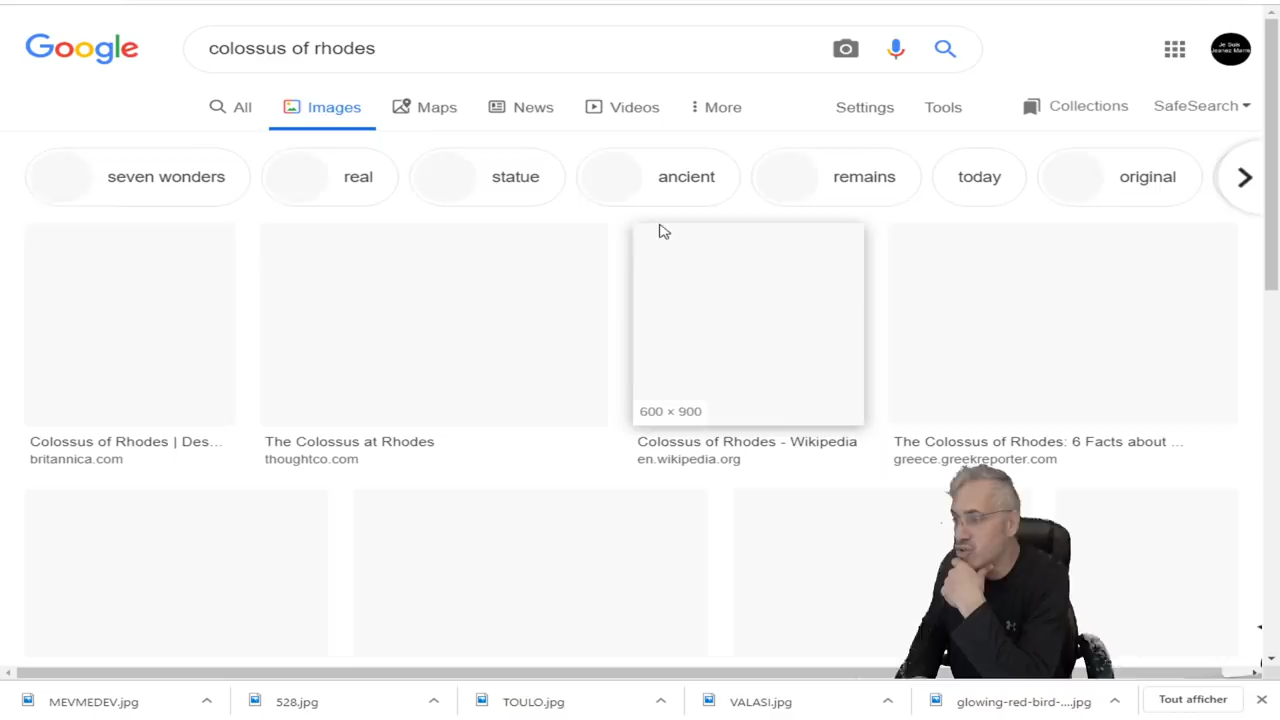 Google
colossus of rhodes
Je Suis
All
Images
Maps
News
Videos
More
Settings
Tools
Collections
SafeSearch
seven wonders
real
statue
ancient
remains
today
original
600 × 900
Colossus of Rhodes | Des...
The Colossus at Rhodes
Colossus of Rhodes - Wikipedia
The Colossus of Rhodes: 6 Facts about ...
britannica.com
thoughtco.com
en.wikipedia.org
greece.greekreporter.com
MEVMEDEV.jpg
528.jpg
TOULO.jpg
VALASI.jpg
glowing-red-bird-....jpg
Tout afficher